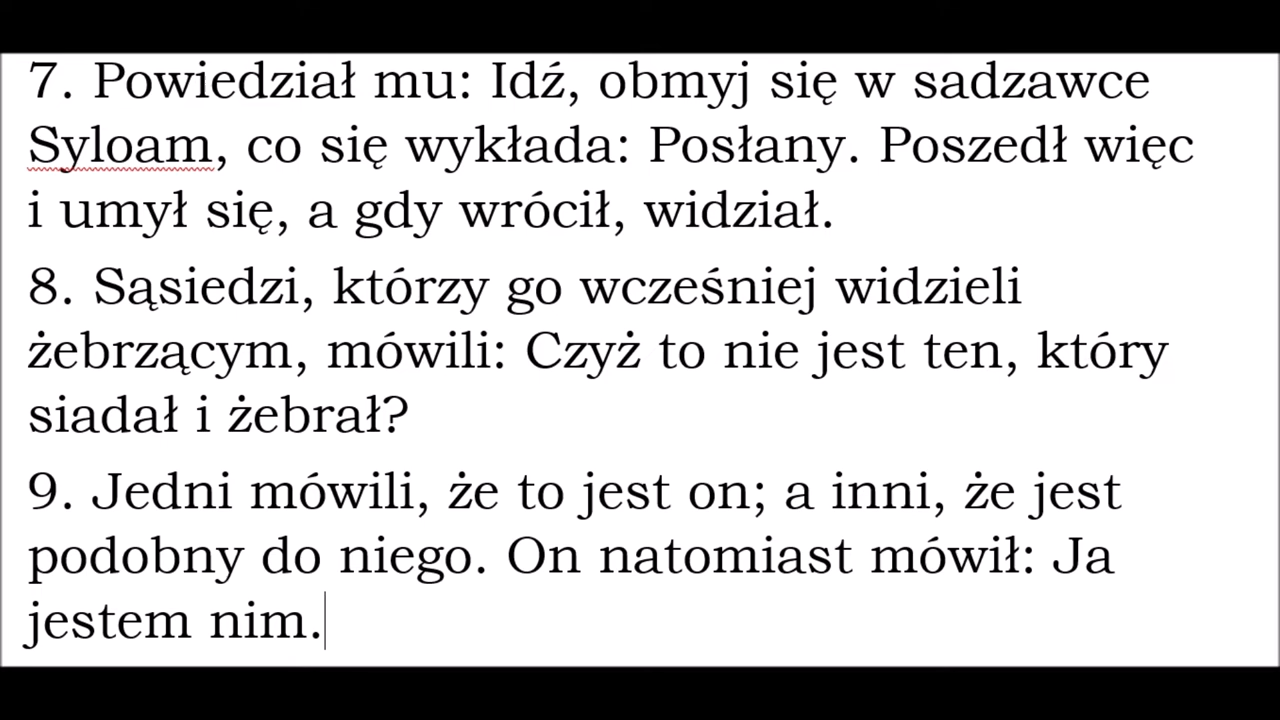 7. Powiedział mu: Idź, obmyj się w sadzawce
Syloam, co się wykłada: Posłany. Poszedł więc
i umył się, a gdy wrócił, widział.
8. Sąsiedzi, którzy go wcześniej widzieli
żebrzącym, mówili: Czyż to nie jest ten, który
siadał i żebrał?
9. Jedni mówili, że to jest on; a inni, że jest
podobny do niego. On natomiast mówił: Ja
jestem nim.